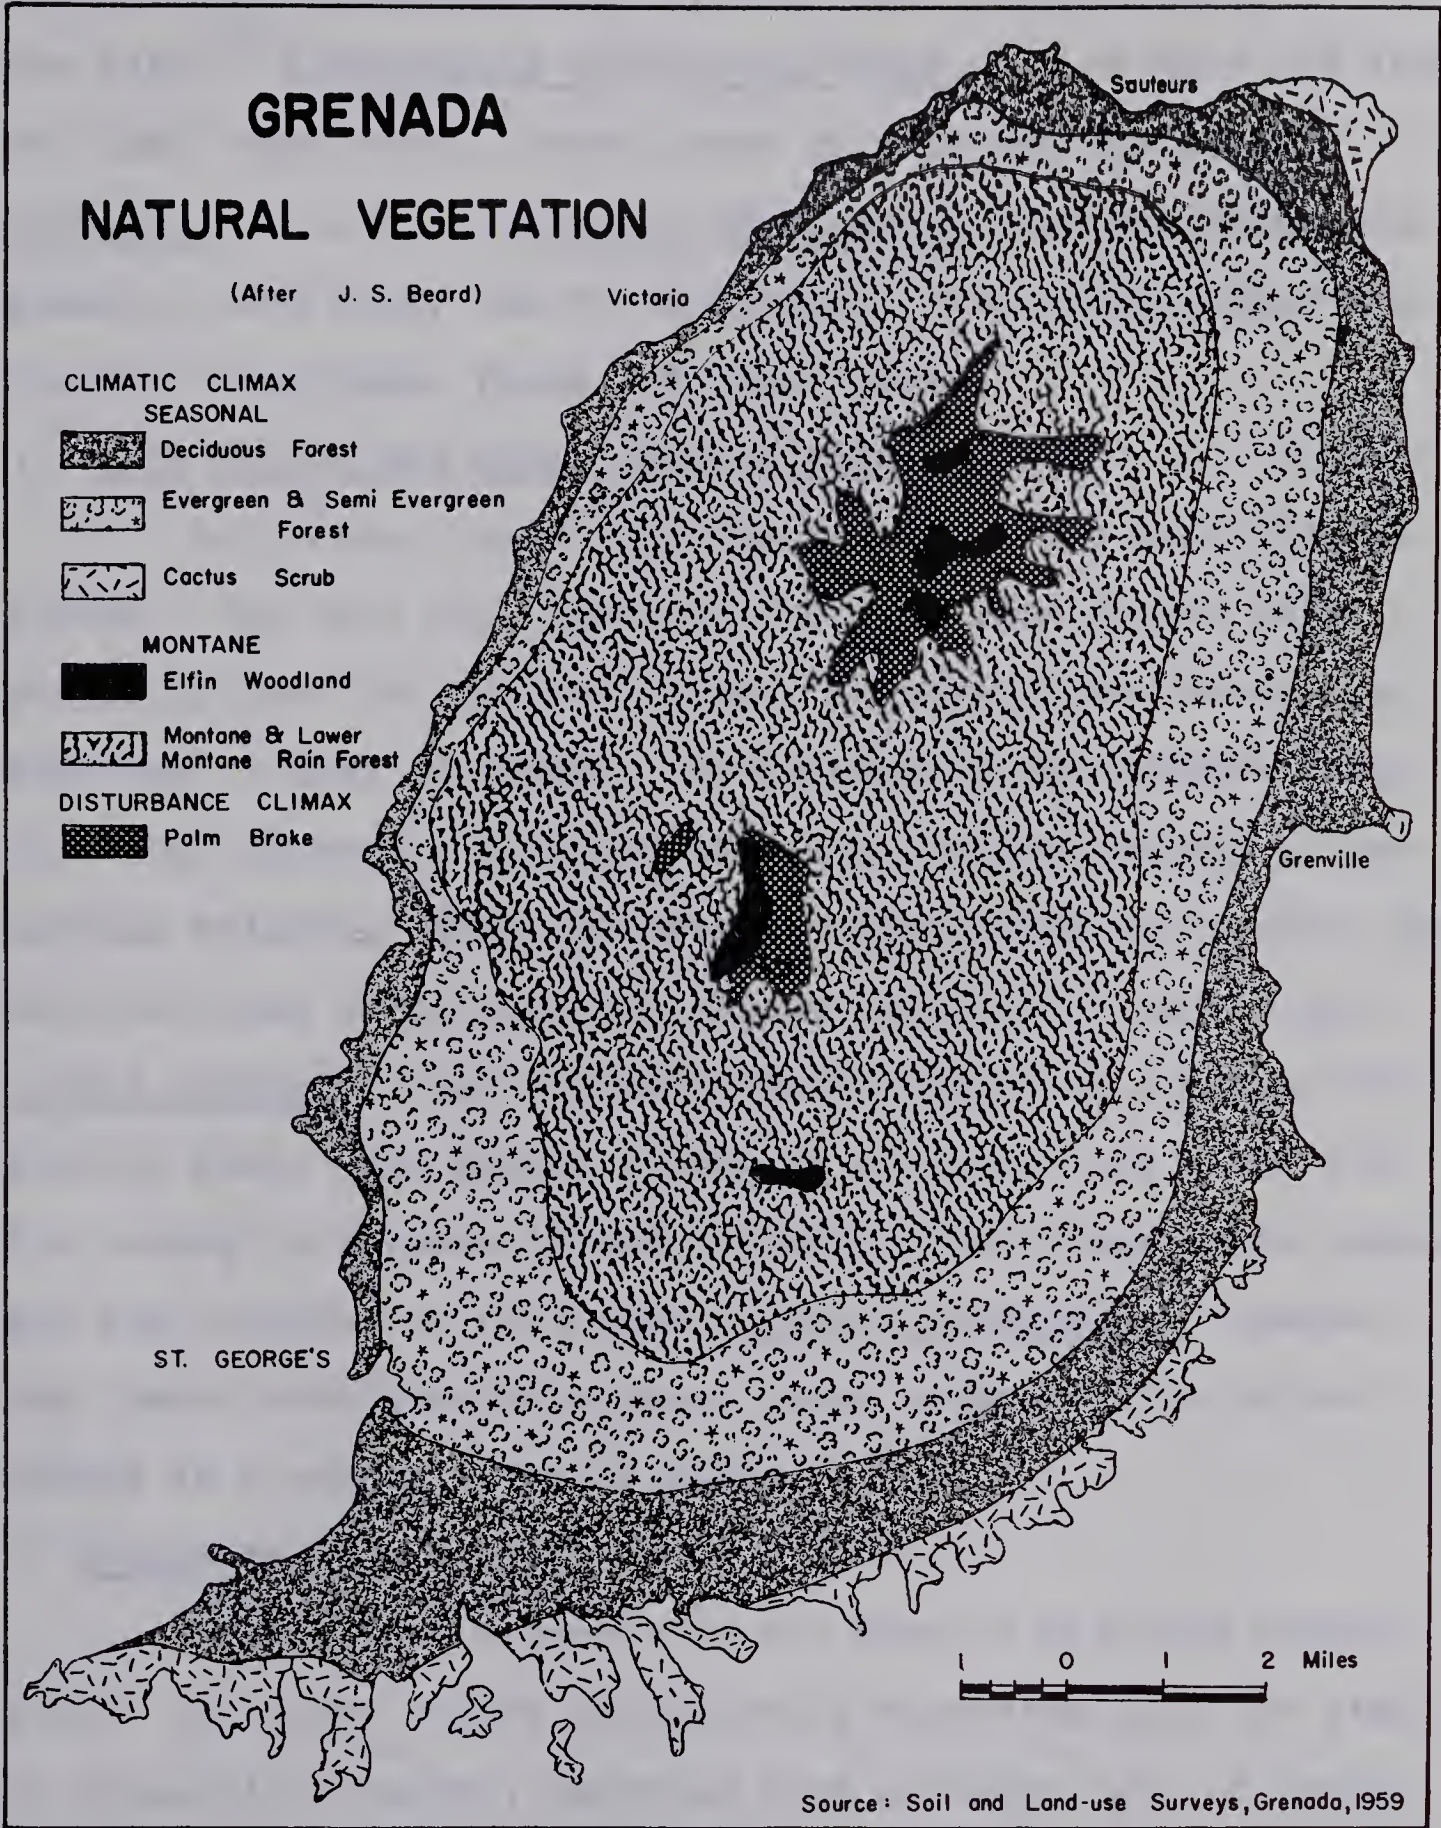 GRENADA
NATURAL VEGETATION
(After J. S. Beard)
CLIMATIC CLIMAX
SEASONAL
Deciduous Forest
Evergreen & Semi Evergreen
Forest
Cactus Scrub
MONTANE
Elfin Woodland
Montane & Lower
Montane Rain Forest
DISTURBANCE CLIMAX
Palm Brake
Sauteurs
Victoria
Grenville
ST. GEORGE'S
1 0 1 2 Miles
Source: Soil and Land-use Surveys, Grenada, 1959